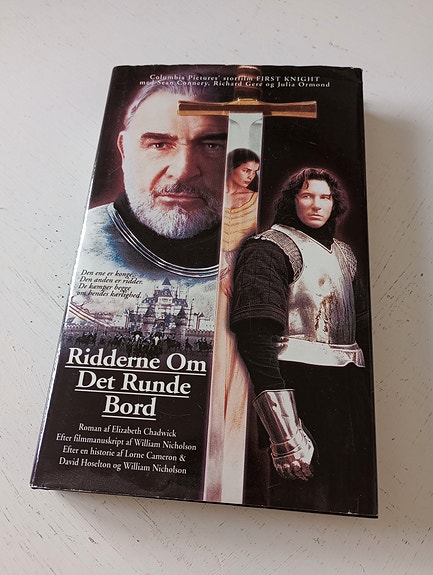 Columbia Pictures' storfilm FIRST KNIGHT
med Sean Connery, Richard Gere og Julia Ormond
Den ene er konge.
Den anden er ridder.
De kæmper begge
om hendes kærlighed.
Ridderne Om
Det Runde
Bord
Roman af Elizabeth Chadwick
Efter filmmanuskript af William Nicholson
Efter en historie af Lorne Cameron &
David Hoselton og William Nicholson